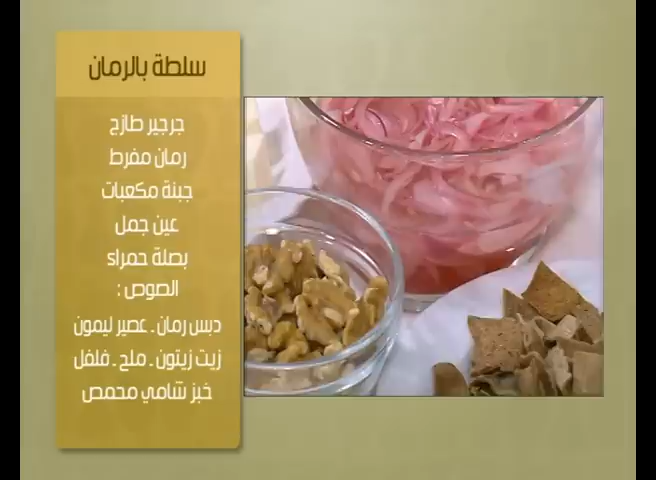 سلطة بالرمان
جرجير طازج
رمان مفرط
جبنة مكعبات
عين جمل
بصلة حمراء
الصوص :
دبس رمان . عصير ليمون
زيت زيتون . ملح . فلفل
خبز شامي محمص